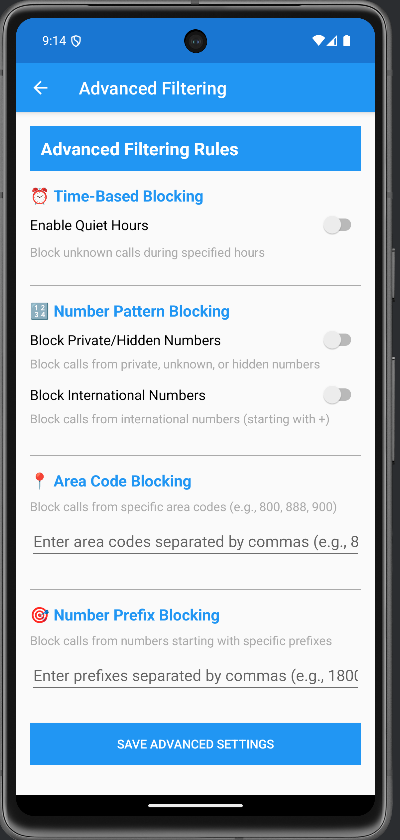 9:14
Advanced Filtering
Advanced Filtering Rules
⏰ Time-Based Blocking
Enable Quiet Hours
Block unknown calls during specified hours
🔢 Number Pattern Blocking
Block Private/Hidden Numbers
Block calls from private, unknown, or hidden numbers
Block International Numbers
Block calls from international numbers (starting with +)
📍 Area Code Blocking
Block calls from specific area codes (e.g., 800, 888, 900)
Enter area codes separated by commas (e.g., 8
🎯 Number Prefix Blocking
Block calls from numbers starting with specific prefixes
Enter prefixes separated by commas (e.g., 1800
SAVE ADVANCED SETTINGS